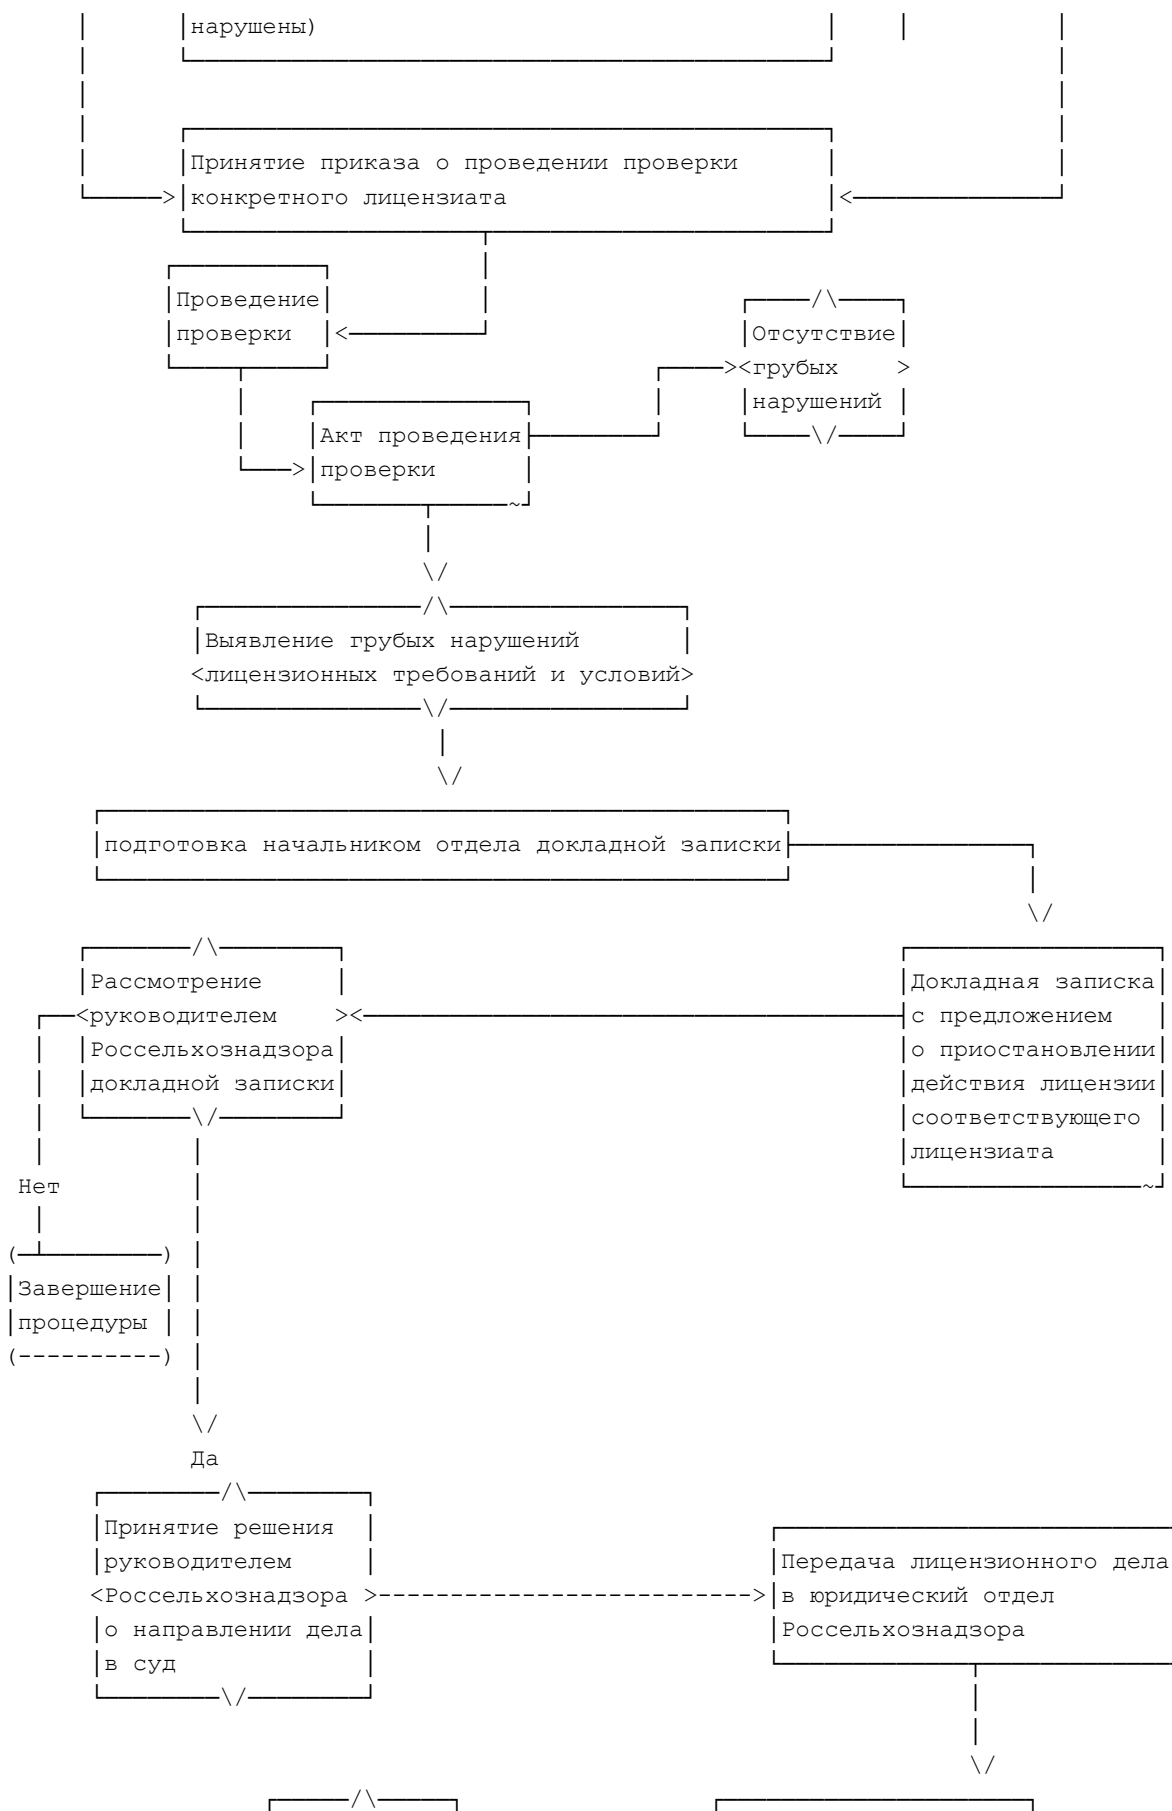 нарушены)
Принятие приказа о проведении проверки
конкретного лицензиата
Проведение
проверки
Отсутствие
грубых
нарушений
Акт проведения
проверки
Выявление грубых нарушений
лицензионных требований и условий
подготовка начальником отдела докладной записки
Рассмотрение
руководителем
Россельхознадзора
докладной записки
Докладная записка
с предложением
о приостановлении
действия лицензии
соответствующего
лицензиата
Нет
Завершение
процедуры
Да
Принятие решения
руководителем
Россельхознадзора
о направлении дела
в суд
Передача лицензионного дела
в юридический отдел
Россельхознадзора